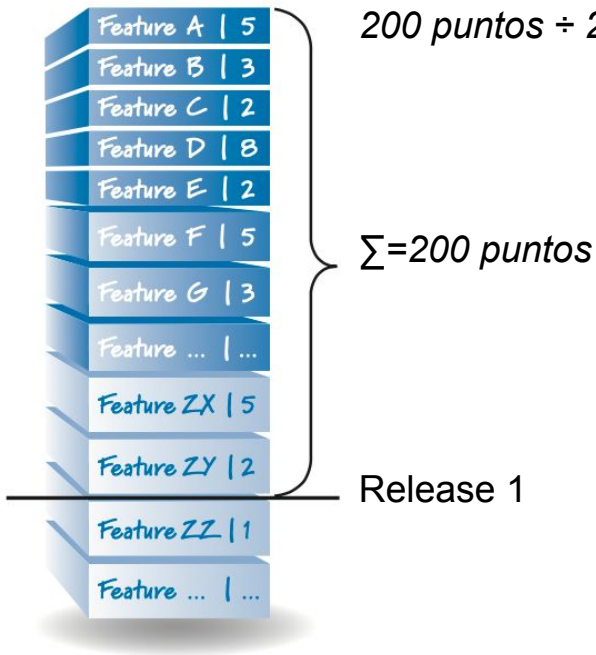 Feature A | 5
200 puntos ÷ 2
Feature B | 3
Feature C | 2
Feature D | 8
Feature E | 2
Feature F | 5
∑=200 puntos
Feature G | 3
Feature ... | ...
Feature ZX | 5
Feature ZY | 2
Release 1
Feature ZZ | 1
Feature ... | ...